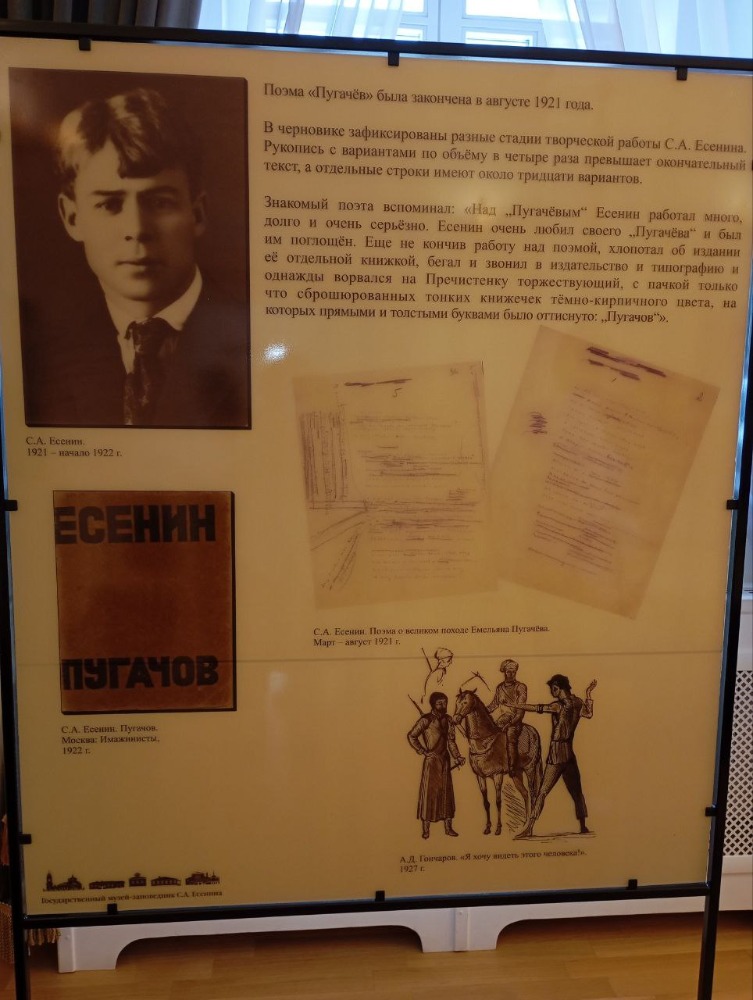 Поэма «Пугачёв» была закончена в августе 1921 года.
В черновике зафиксированы разные стадии творческой работы С.А. Есенина.
Рукопись с вариантами по объёму в четыре раза превышает окончательный
текст, а отдельные строки имеют около тридцати вариантов.
Знакомый поэта вспоминал: «Над „Пугачёвым“ Есенин работал много,
долго и очень серьёзно. Есенин очень любил своего „Пугачёва“ и был
им поглощён. Еще не кончив работу над поэмой, хлопотал об издании
её отдельной книжкой, бегал и звонил в издательство и типографию и
однажды ворвался на Пречистенку торжествующий, с пачкой только
что сброшюрованных тонких книжечек тёмно-кирпичного цвета, на
которых прямыми и толстыми буквами было оттиснуто: „Пугачов“».
С.А. Есенин.
1921 – начало 1922 г.
ЕСЕНИН
ПУГАЧОВ
С.А. Есенин. Пугачов.
Москва: Имажинисты,
1922 г.
С.А. Есенин. Поэма о великом походе Емельяна Пугачёва.
Март – август 1921 г.
А.Д. Гончаров. «Я хочу видеть этого человека!».
1927 г.
Государственный музей-заповедник С.А. Есенина